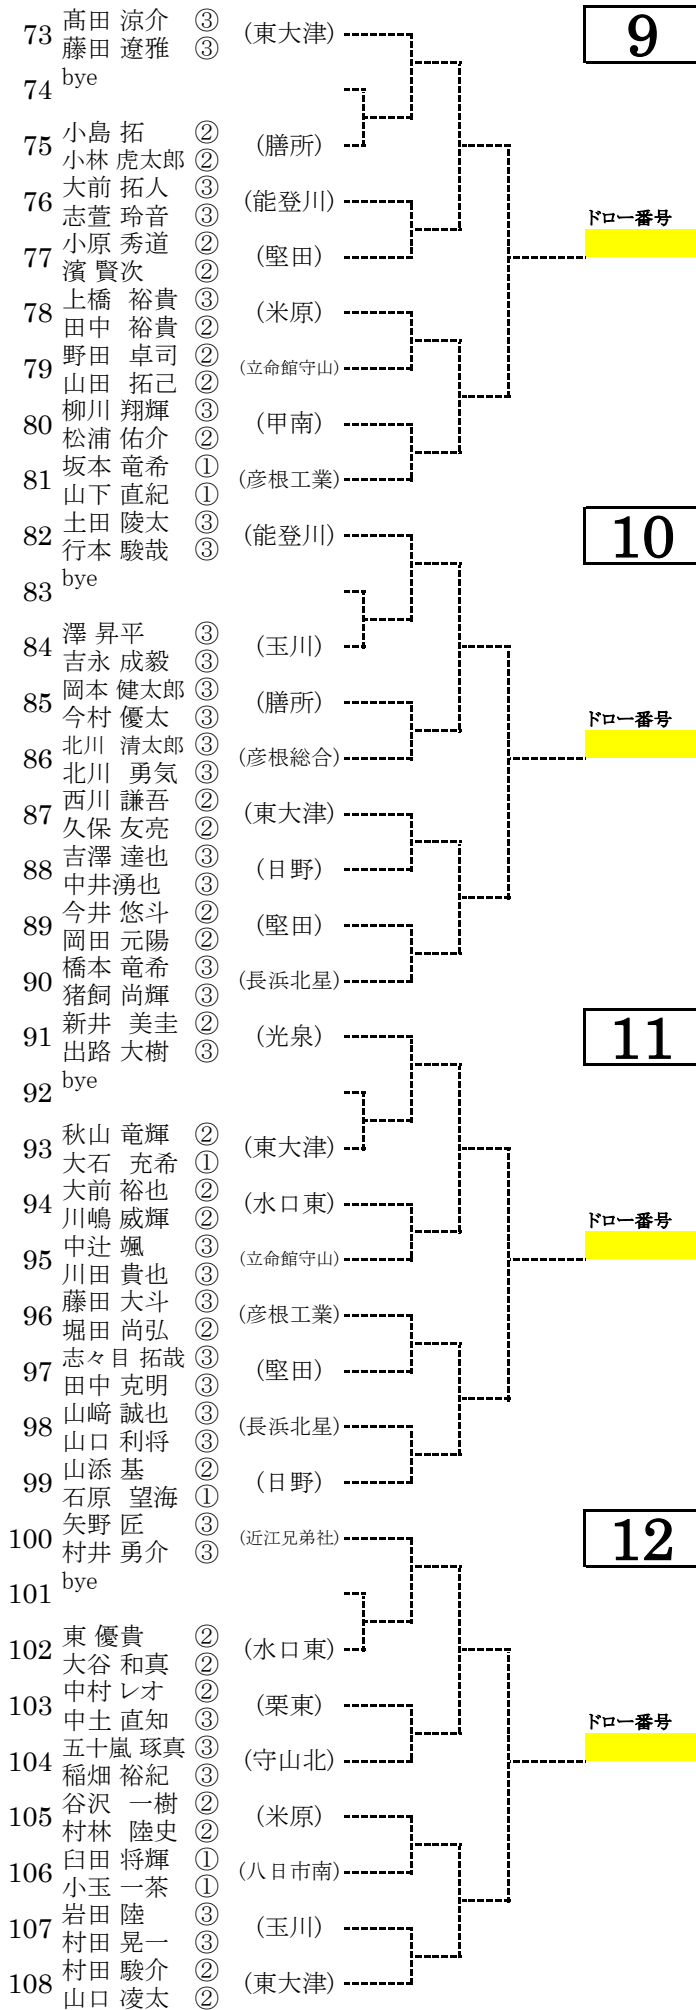 9
73 髙田 涼介 ③ (東大津)
藤田 遼雅 ③
74 bye
75 小島 拓 ② (膳所)
小林 虎太郎 ②
76 大前 拓人 ③ (能登川)
志萱 玲音 ③
ドロー番号
77 小原 秀道 ② (堅田)
濱 賢次 ②
78 上橋 裕貴 ③ (米原)
田中 裕貴 ②
79 野田 卓司 ② (立命館守山)
山田 拓己 ②
80 柳川 翔輝 ③ (甲南)
松浦 佑介 ②
81 坂本 竜希 ① (彦根工業)
山下 直紀 ①
10
82 土田 陵太 ③ (能登川)
行本 駿哉 ③
83 bye
84 澤 昇平 ③ (玉川)
吉永 成毅 ③
85 岡本 健太郎 ③ (膳所)
今村 優太 ③
ドロー番号
86 北川 清太郎 ③ (彦根総合)
北川 勇気 ③
87 西川 謙吾 ② (東大津)
久保 友亮 ②
88 吉澤 達也 ③ (日野)
中井湧也 ③
89 今井 悠斗 ② (堅田)
岡田 元陽 ②
90 橋本 竜希 ③ (長浜北星)
猪飼 尚輝 ③
11
91 新井 美圭 ② (光泉)
出路 大樹 ③
92 bye
93 秋山 竜輝 ② (東大津)
大石 充希 ①
94 大前 裕也 ② (水口東)
川嶋 威輝 ②
ドロー番号
95 中辻 颯 ③ (立命館守山)
川田 貴也 ③
96 藤田 大斗 ③ (彦根工業)
堀田 尚弘 ②
97 志々目 拓哉 ③ (堅田)
田中 克明 ③
98 山﨑 誠也 ③ (長浜北星)
山口 利将 ③
99 山添 基 ② (日野)
石原 望海 ①
12
100 矢野 匠 ③ (近江兄弟社)
村井 勇介 ③
101 bye
102 東 優貴 ② (水口東)
大谷 和真 ②
103 中村 レオ ② (栗東)
中土 直知 ③
ドロー番号
104 五十嵐 琢真 ③ (守山北)
稲畑 裕紀 ③
105 谷沢 一樹 ② (米原)
村林 陸史 ②
106 臼田 将輝 ① (八日市南)
小玉 一茶 ①
107 岩田 陸 ③ (玉川)
村田 晃一 ③
108 村田 駿介 ② (東大津)
山口 凌太 ②